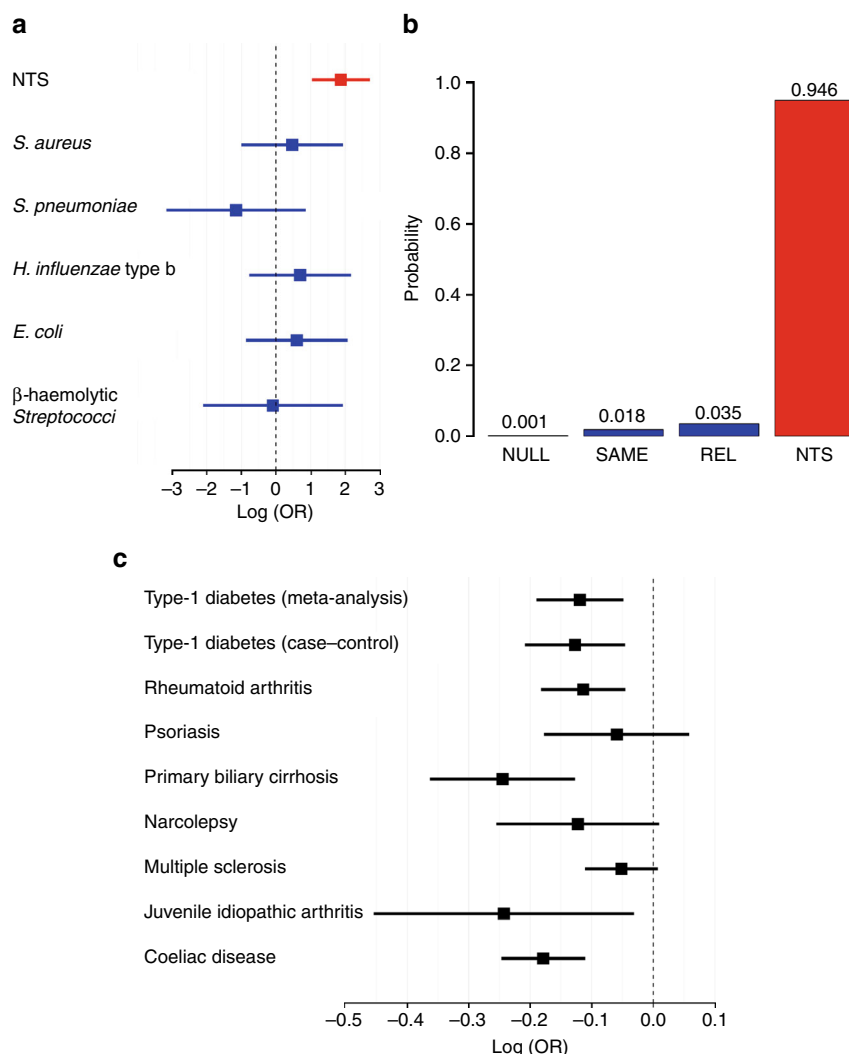 a
NTS
S. aureus
S. pneumoniae
H. influenzae type b
E. coli
β-haemolytic
Streptococci
–3 –2 –1 0 1 2 3
Log (OR)
b
Probability
1.0
0.8
0.6
0.4
0.2
0.0
0.001 0.018 0.035 0.946
NULL SAME REL NTS
c
Type-1 diabetes (meta-analysis)
Type-1 diabetes (case–control)
Rheumatoid arthritis
Psoriasis
Primary biliary cirrhosis
Narcolepsy
Multiple sclerosis
Juvenile idiopathic arthritis
Coeliac disease
–0.5 –0.4 –0.3 –0.2 –0.1 0.0 0.1
Log (OR)